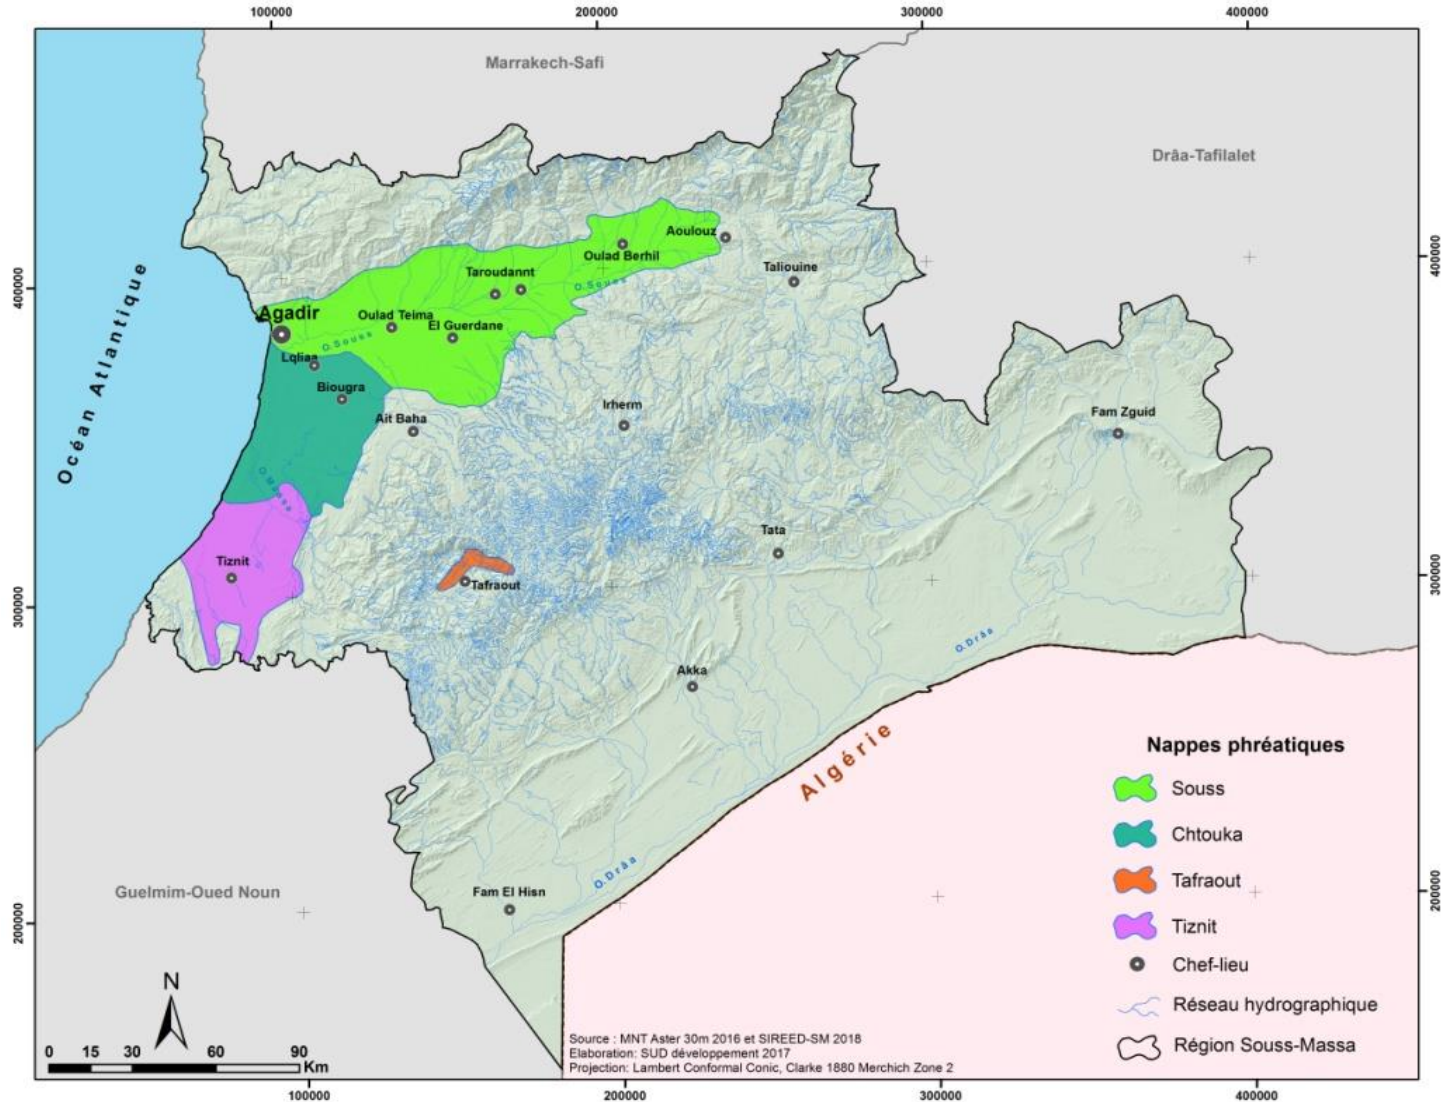 100000
200000
300000
400000
Marrakech-Safi
Drâa-Tafilalet
Océan Atlantique
400000
400000
Aoulouz
Oulad Berhil
Taliouine
Taroudannt
O.Souss
Agadir
Oulad Teima
El Guerdane
O.Souss
Lqliaa
Biougra
Ait Baha
Irherm
Fam Zguid
O.Massa
Tata
Tiznit
Tafraout
300000
300000
O.Drâa
Akka
Algérie
Nappes phréatiques
Souss
Chtouka
Tafraout
Tiznit
Chef-lieu
Réseau hydrographique
Région Souss-Massa
O.Drâa
Guelmim-Oued Noun
Fam El Hisn
200000
200000
N
0 15 30 60 90
Km
Source : MNT Aster 30m 2016 et SIREED-SM 2018
Elaboration: SUD développement 2017
Projection: Lambert Conformal Conic, Clarke 1880 Merchich Zone 2
100000
200000
300000
400000